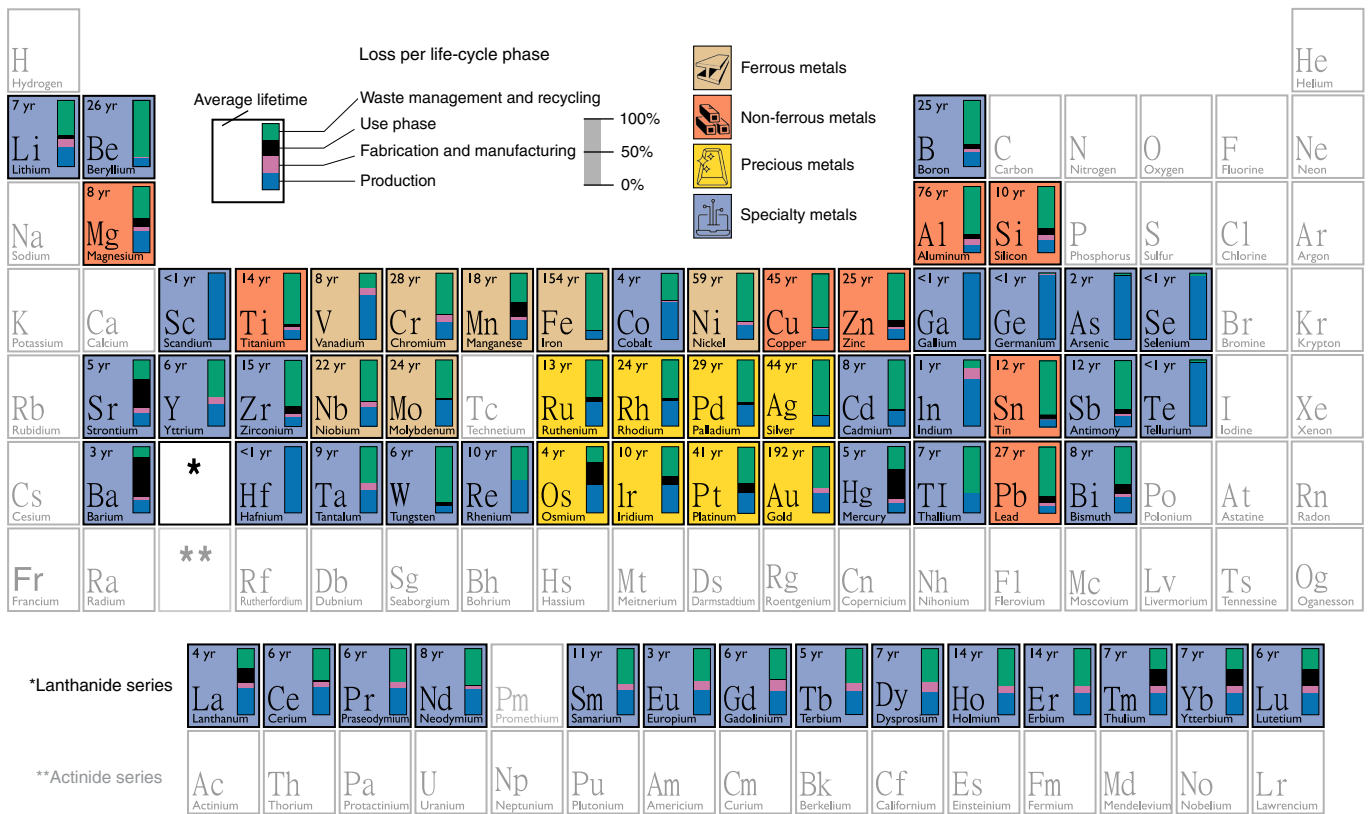 H
Hydrogen
Loss per life-cycle phase
Average lifetime
Waste management and recycling
Use phase
Fabrication and manufacturing
Production
100%
50%
0%
Ferrous metals
Non-ferrous metals
Precious metals
Specialty metals
He
Helium
7 yr
Li
Lithium
26 yr
Be
Beryllium
25 yr
B
Boron
C
Carbon
N
Nitrogen
O
Oxygen
F
Fluorine
Ne
Neon
Na
Sodium
8 yr
Mg
Magnesium
76 yr
Al
Aluminum
10 yr
Si
Silicon
P
Phosphorus
S
Sulfur
Cl
Chlorine
Ar
Argon
K
Potassium
Ca
Calcium
<1 yr
Sc
Scandium
14 yr
Ti
Titanium
8 yr
V
Vanadium
28 yr
Cr
Chromium
18 yr
Mn
Manganese
154 yr
Fe
Iron
4 yr
Co
Cobalt
59 yr
Ni
Nickel
45 yr
Cu
Copper
25 yr
Zn
Zinc
<1 yr
Ga
Gallium
<1 yr
Ge
Germanium
2 yr
As
Arsenic
<1 yr
Se
Selenium
Br
Bromine
Kr
Krypton
Rb
Rubidium
5 yr
Sr
Strontium
6 yr
Y
Yttrium
15 yr
Zr
Zirconium
22 yr
Nb
Niobium
24 yr
Mo
Molybdenum
Tc
Technetium
13 yr
Ru
Ruthenium
24 yr
Rh
Rhodium
29 yr
Pd
Palladium
44 yr
Ag
Silver
8 yr
Cd
Cadmium
1 yr
In
Indium
12 yr
Sn
Tin
12 yr
Sb
Antimony
<1 yr
Te
Tellurium
I
Iodine
Xe
Xenon
Cs
Cesium
3 yr
Ba
Barium
*
<1 yr
Hf
Hafnium
9 yr
Ta
Tantalum
6 yr
W
Tungsten
10 yr
Re
Rhenium
4 yr
Os
Osmium
10 yr
Ir
Iridium
41 yr
Pt
Platinum
192 yr
Au
Gold
5 yr
Hg
Mercury
7 yr
TI
Thallium
27 yr
Pb
Lead
8 yr
Bi
Bismuth
Po
Polonium
At
Astatine
Rn
Radon
Fr
Francium
Ra
Radium
**
Rf
Rutherfordium
Db
Dubnium
Sg
Seaborgium
Bh
Bohrium
Hs
Hassium
Mt
Meitnerium
Ds
Darmstadtium
Rg
Roentgenium
Cn
Copernicium
Nh
Nihonium
Fl
Flerovium
Mc
Moscovium
Lv
Livermorium
Ts
Tennessine
Og
Oganesson
*Lanthanide series
4 yr
La
Lanthanum
6 yr
Ce
Cerium
6 yr
Pr
Praseodymium
8 yr
Nd
Neodymium
Pm
Promethium
11 yr
Sm
Samarium
3 yr
Eu
Europium
6 yr
Gd
Gadolinium
5 yr
Tb
Terbium
7 yr
Dy
Dysprosium
14 yr
Ho
Holmium
14 yr
Er
Erbium
7 yr
Tm
Thulium
7 yr
Yb
Ytterbium
6 yr
Lu
Lutetium
**Actinide series
Ac
Actinium
Th
Thorium
Pa
Protactinium
U
Uranium
Np
Neptunium
Pu
Plutonium
Am
Americium
Cm
Curium
Bk
Berkelium
Cf
Californium
Es
Einsteinium
Fm
Fermium
Md
Mendelevium
No
Nobelium
Lr
Lawrencium